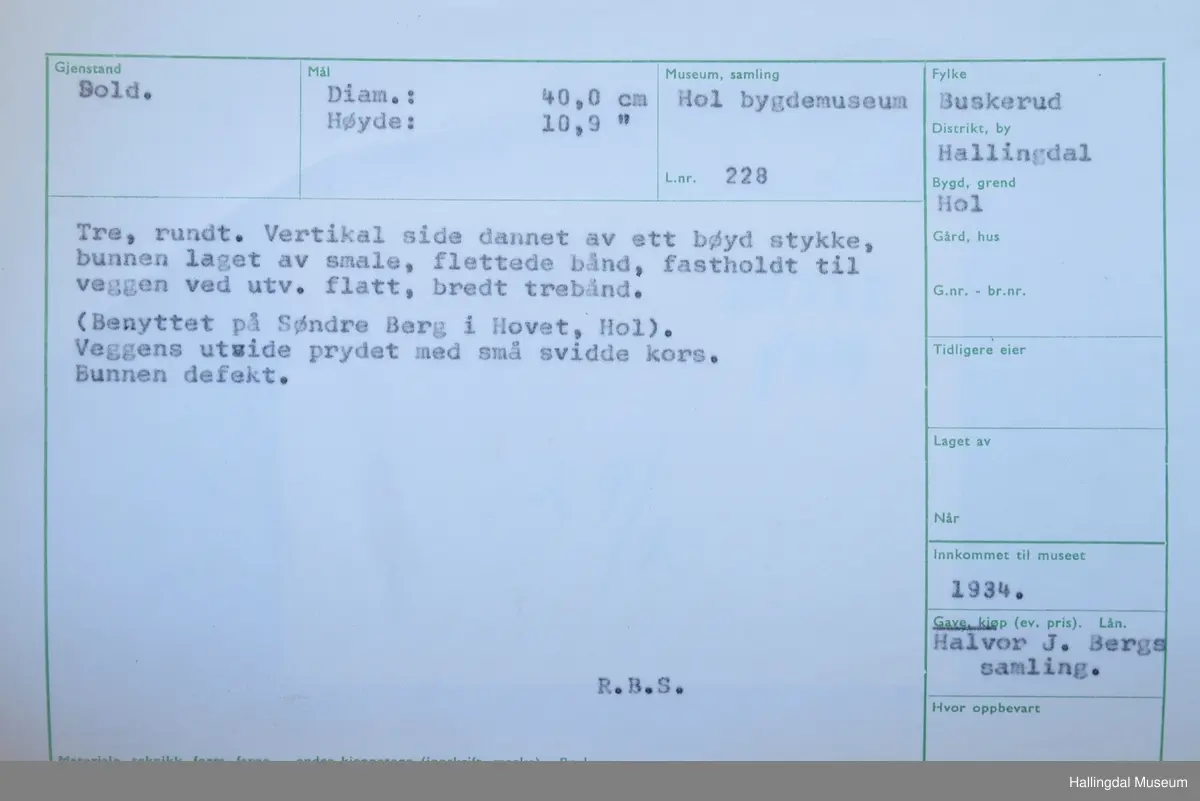 Gjenstand
Sold.
Mål
Diam.: 40,0 cm
Høyde: 10,9 "
Museum, samling
Hol bygdemuseum
L.nr. 228
Fylke
Buskerud
Distrikt, by
Hallingdal
Bygd, grend
Hol
Gård, hus
G.nr. - br.nr.
Tidligere eier
Laget av
Når
Innkommet til museet
1934.
Gave, kjøp (ev. pris). Lån.
Halvor J. Bergs
samling.
Hvor oppbevart
Tre, rundt. Vertikal side dannet av ett bøyd stykke,
bunnen laget av smale, flettede bånd, fastholdt til
veggen ved utv. flatt, bredt trebånd.
(Benyttet på Søndre Berg i Hovet, Hol).
Veggens utside prydet med små svidde kors.
Bunnen defekt.
R.B.S.
Hallingdal Museum